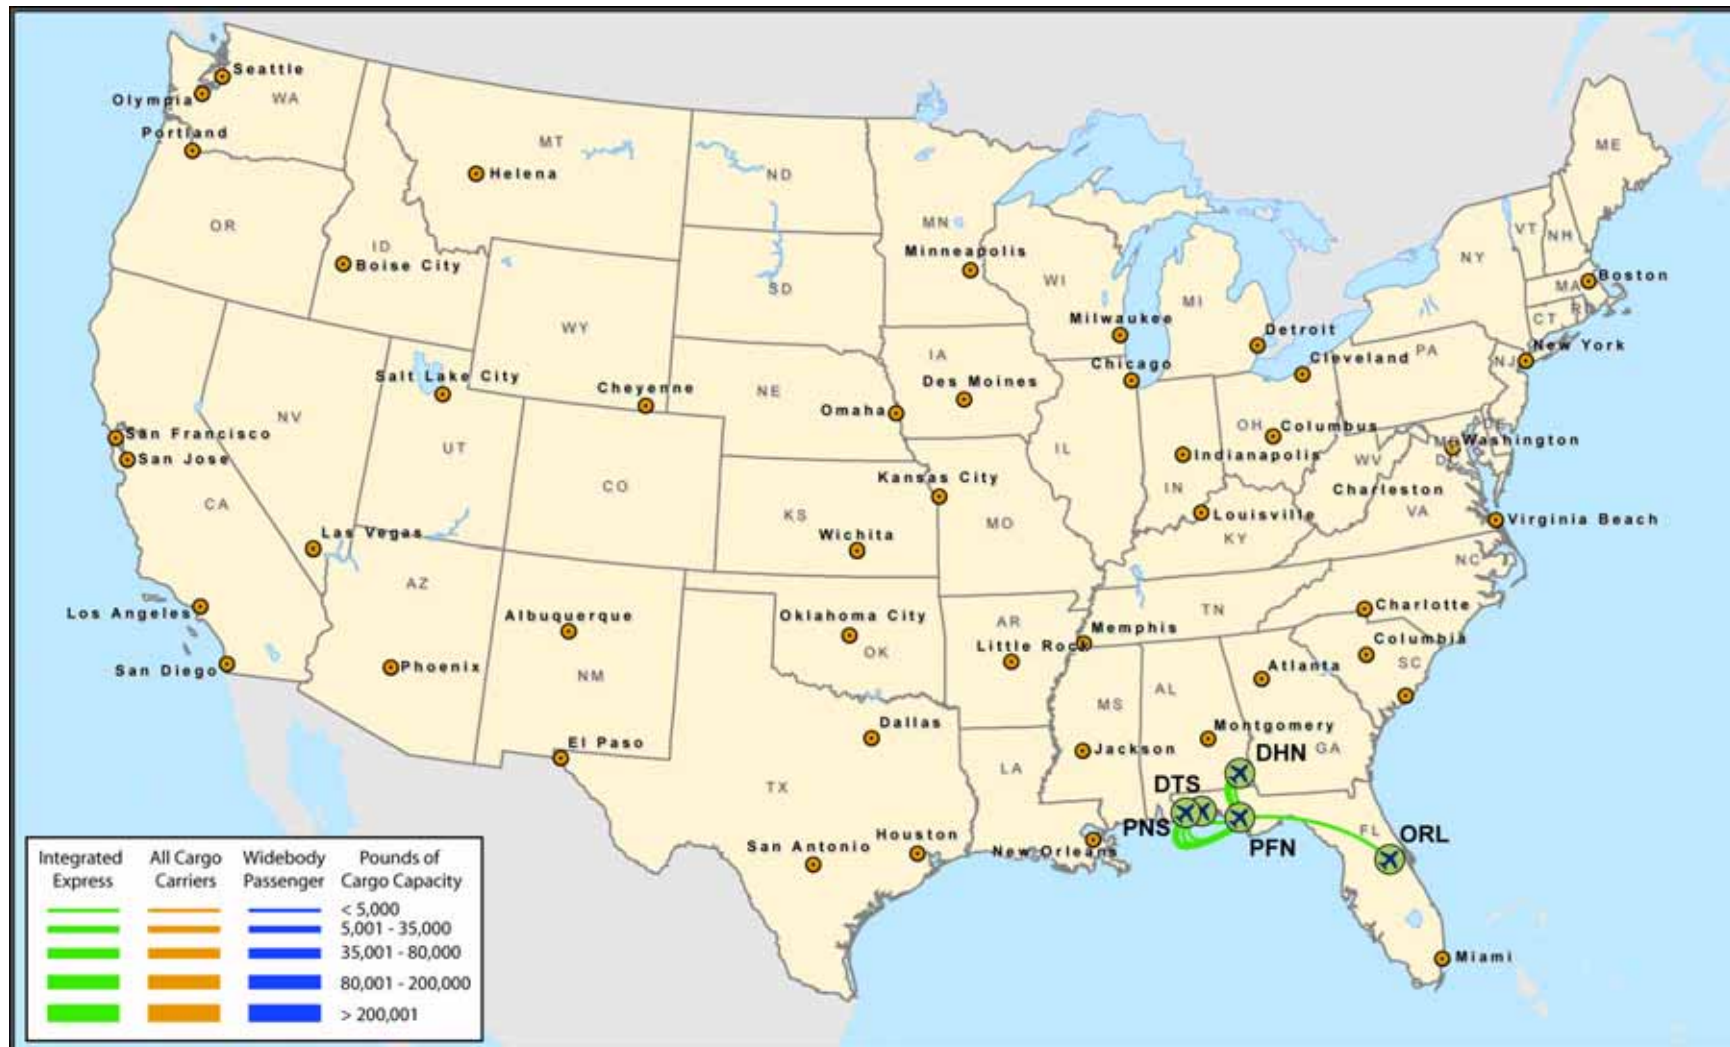 Seattle
WA
Olympia
Portland
MT
Helena
ND
ME
OR
ID
Boise City
MN
Minneapolis
WI
MI
NY
VT
NH
MA
Boston
SD
WY
Milwaukee
Detroit
CT
RI
New York
IA
Chicago
Cleveland
PA
NJ
Salt Lake City
Cheyenne
NE
Des Moines
Omaha
NV
San Francisco
San Jose
UT
IL
OH
Columbus
Indianapolis
DE
MD
Washington
WV
CA
CO
Kansas City
KS
MO
IN
Louisville
Charleston
VA
Virginia Beach
Las Vegas
Wichita
KY
NC
AZ
Los Angeles
Albuquerque
Oklahoma City
AR
TN
Charlotte
San Diego
Phoenix
NM
OK
Little Rock
Memphis
Columbia
Atlanta
SC
MS
AL
Dallas
El Paso
Montgomery
Jackson
GA
DHN
LA
TX
DTS
PNS
PFN
FL
ORL
San Antonio
Houston
New Orleans
Miami
Integrated Express
All Cargo Carriers
Widebody Passenger
Pounds of Cargo Capacity
< 5,000
5,001 - 35,000
35,001 - 80,000
80,001 - 200,000
> 200,001